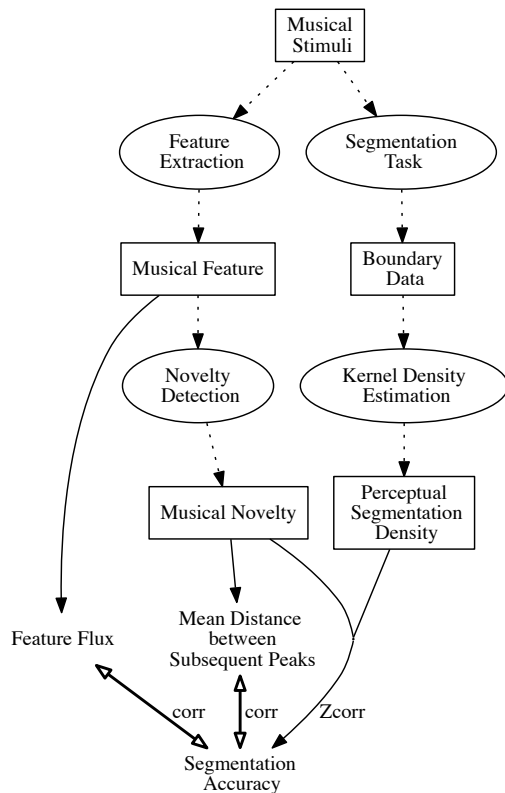 Musical
Stimuli
Feature
Extraction
Segmentation
Task
Musical Feature
Boundary
Data
Novelty
Detection
Kernel Density
Estimation
Musical Novelty
Perceptual
Segmentation
Density
Feature Flux
Mean Distance
between
Subsequent Peaks
corr
corr
Zcorr
Segmentation
Accuracy